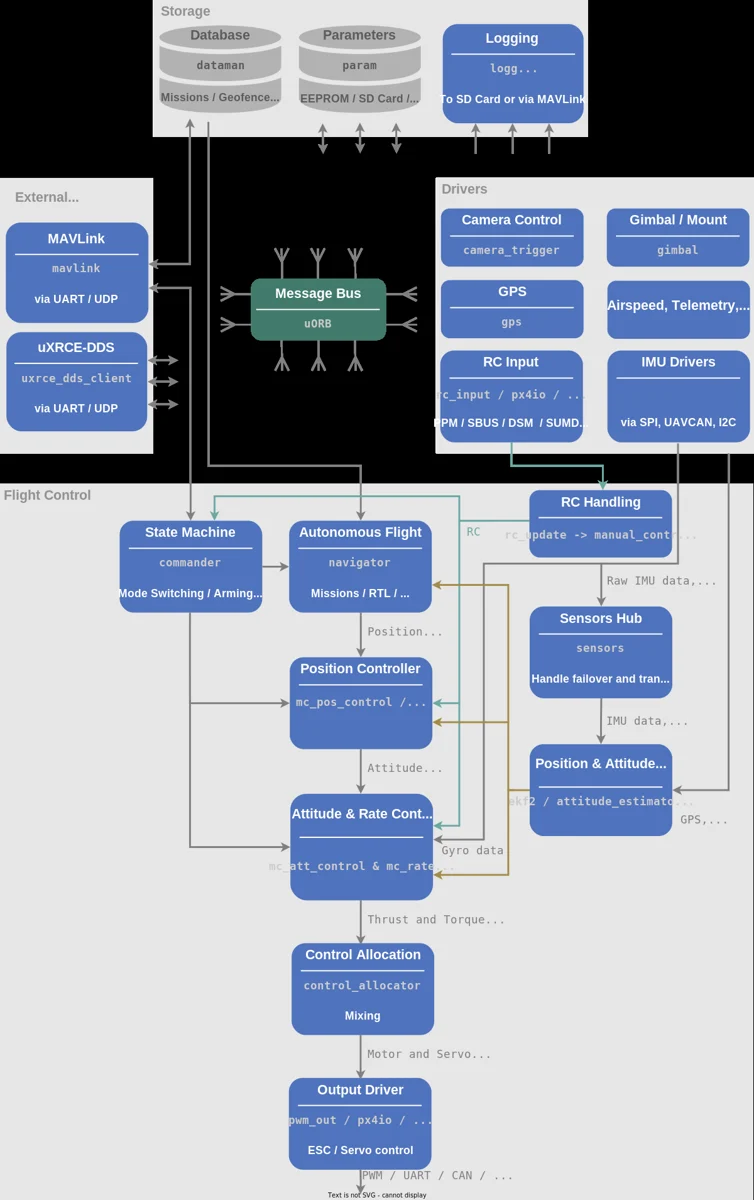 Storage
Database
dataman
Missions / Geofence...
Parameters
param
EEPROM / SD Card /...
Logging
logg...
To SD Card or via MAVLink
External...
MAVLink
mavlink
via UART / UDP
uXRCE-DDS
uxrce_dds_client
via UART / UDP
Message Bus
uORB
Drivers
Camera Control
camera_trigger
Gimbal / Mount
gimbal
GPS
gps
Airspeed, Telemetry,...
RC Input
rc_input / px4io / ...
PPM / SBUS / DSM / SUMD...
IMU Drivers
via SPI, UAVCAN, I2C
Flight Control
State Machine
commander
Mode Switching / Arming...
Autonomous Flight
navigator
Missions / RTL / ...
RC
RC Handling
rc_update -> manual_contr...
Raw IMU data,...
Sensors Hub
sensors
Handle failover and tran...
Position...
Position Controller
mc_pos_control /...
IMU data,...
Attitude...
Position & Attitude...
ekf2 / attitude_estimato...
GPS,...
Attitude & Rate Cont...
mc_att_control & mc_rate...
Gyro data
Thrust and Torque...
Control Allocation
control_allocator
Mixing
Motor and Servo...
Output Driver
pwm_out / px4io / ...
ESC / Servo control
PWM / UART / CAN / ...
Text is not SVG - cannot display